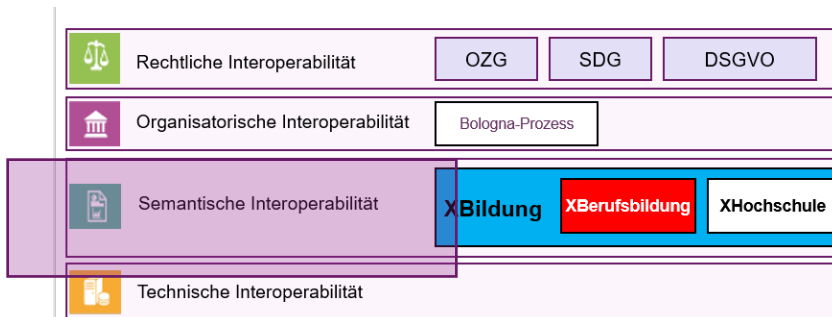 Rechtliche Interoperabilität OZG SDG DSGVO
Organisatorische Interoperabilität Bologna-Prozess
Semantische Interoperabilität XBildung XBerufsbildung XHochschule
Technische Interoperabilität